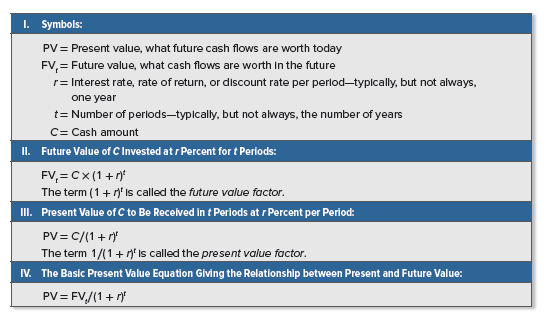 I. Symbols:
PV = Present value, what future cash flows are worth today
FVₜ = Future value, what cash flows are worth in the future
r = Interest rate, rate of return, or discount rate per period—typically, but not always,
one year
t = Number of periods—typically, but not always, the number of years
C = Cash amount
II. Future Value of C Invested at r Percent for t Periods:
FVₜ = C × (1 + r)ᵗ
The term (1 + r)ᵗ is called the future value factor.
III. Present Value of C to Be Received in t Periods at r Percent per Period:
PV = C/(1 + r)ᵗ
The term 1/(1 + r)ᵗ is called the present value factor.
IV. The Basic Present Value Equation Giving the Relationship between Present and Future Value:
PV = FVₜ/(1 + r)ᵗ